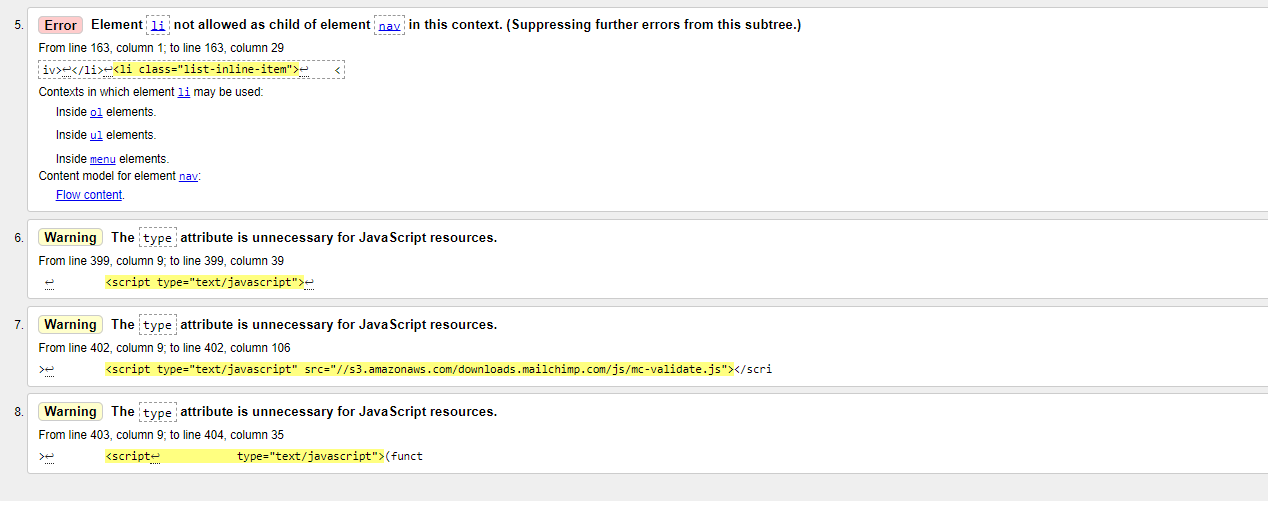 5. Error Element li not allowed as child of element nav in this context. (Suppressing further errors from this subtree.)
From line 163, column 1; to line 163, column 29
iv>↩</li>↩<li class="list-inline-item">↩    <
Contexts in which element li may be used:
Inside ol elements.
Inside ul elements.
Inside menu elements.
Content model for element nav:
Flow content.
6. Warning The type attribute is unnecessary for JavaScript resources.
From line 399, column 9; to line 399, column 39
↩        <script type="text/javascript">↩
7. Warning The type attribute is unnecessary for JavaScript resources.
From line 402, column 9; to line 402, column 106
>↩        <script type="text/javascript" src="//s3.amazonaws.com/downloads.mailchimp.com/js/mc-validate.js"></scri
8. Warning The type attribute is unnecessary for JavaScript resources.
From line 403, column 9; to line 404, column 35
>↩        <script↩            type="text/javascript">(funct